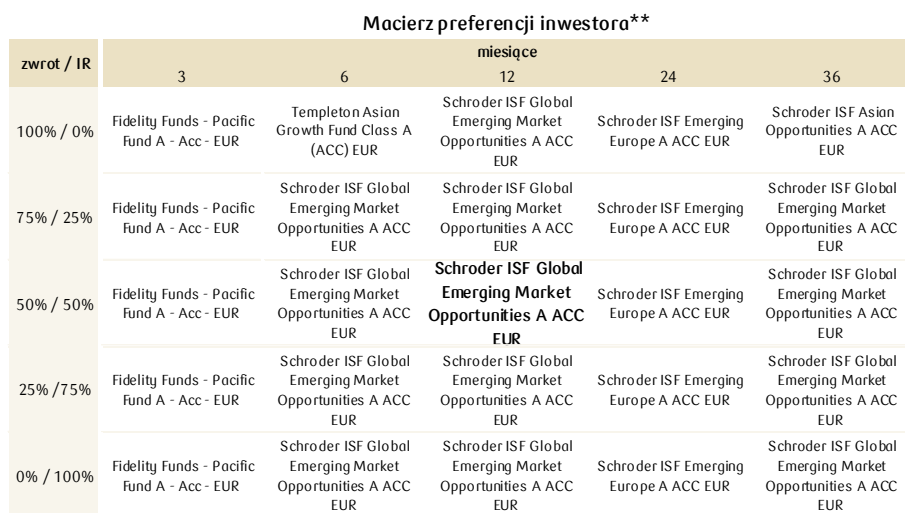 Macierz preferencji inwestora**
zwrot / IR
miesiące
3 6 12 24 36
100% / 0%
Fidelity Funds - Pacific
Fund A - Acc - EUR
Templeton Asian
Growth Fund Class A
(ACC) EUR
Schroder ISF Global
Emerging Market
Opportunities A ACC
EUR
Schroder ISF Emerging
Europe A ACC EUR
Schroder ISF Asian
Opportunities A ACC
EUR
75% / 25%
Fidelity Funds - Pacific
Fund A - Acc - EUR
Schroder ISF Global
Emerging Market
Opportunities A ACC
EUR
Schroder ISF Global
Emerging Market
Opportunities A ACC
EUR
Schroder ISF Emerging
Europe A ACC EUR
Schroder ISF Global
Emerging Market
Opportunities A ACC
EUR
50% / 50%
Fidelity Funds - Pacific
Fund A - Acc - EUR
Schroder ISF Global
Emerging Market
Opportunities A ACC
EUR
Schroder ISF Global
Emerging Market
Opportunities A ACC
EUR
Schroder ISF Emerging
Europe A ACC EUR
Schroder ISF Global
Emerging Market
Opportunities A ACC
EUR
25% /75%
Fidelity Funds - Pacific
Fund A - Acc - EUR
Schroder ISF Global
Emerging Market
Opportunities A ACC
EUR
Schroder ISF Global
Emerging Market
Opportunities A ACC
EUR
Schroder ISF Emerging
Europe A ACC EUR
Schroder ISF Global
Emerging Market
Opportunities A ACC
EUR
0% / 100%
Fidelity Funds - Pacific
Fund A - Acc - EUR
Schroder ISF Global
Emerging Market
Opportunities A ACC
EUR
Schroder ISF Global
Emerging Market
Opportunities A ACC
EUR
Schroder ISF Emerging
Europe A ACC EUR
Schroder ISF Global
Emerging Market
Opportunities A ACC
EUR